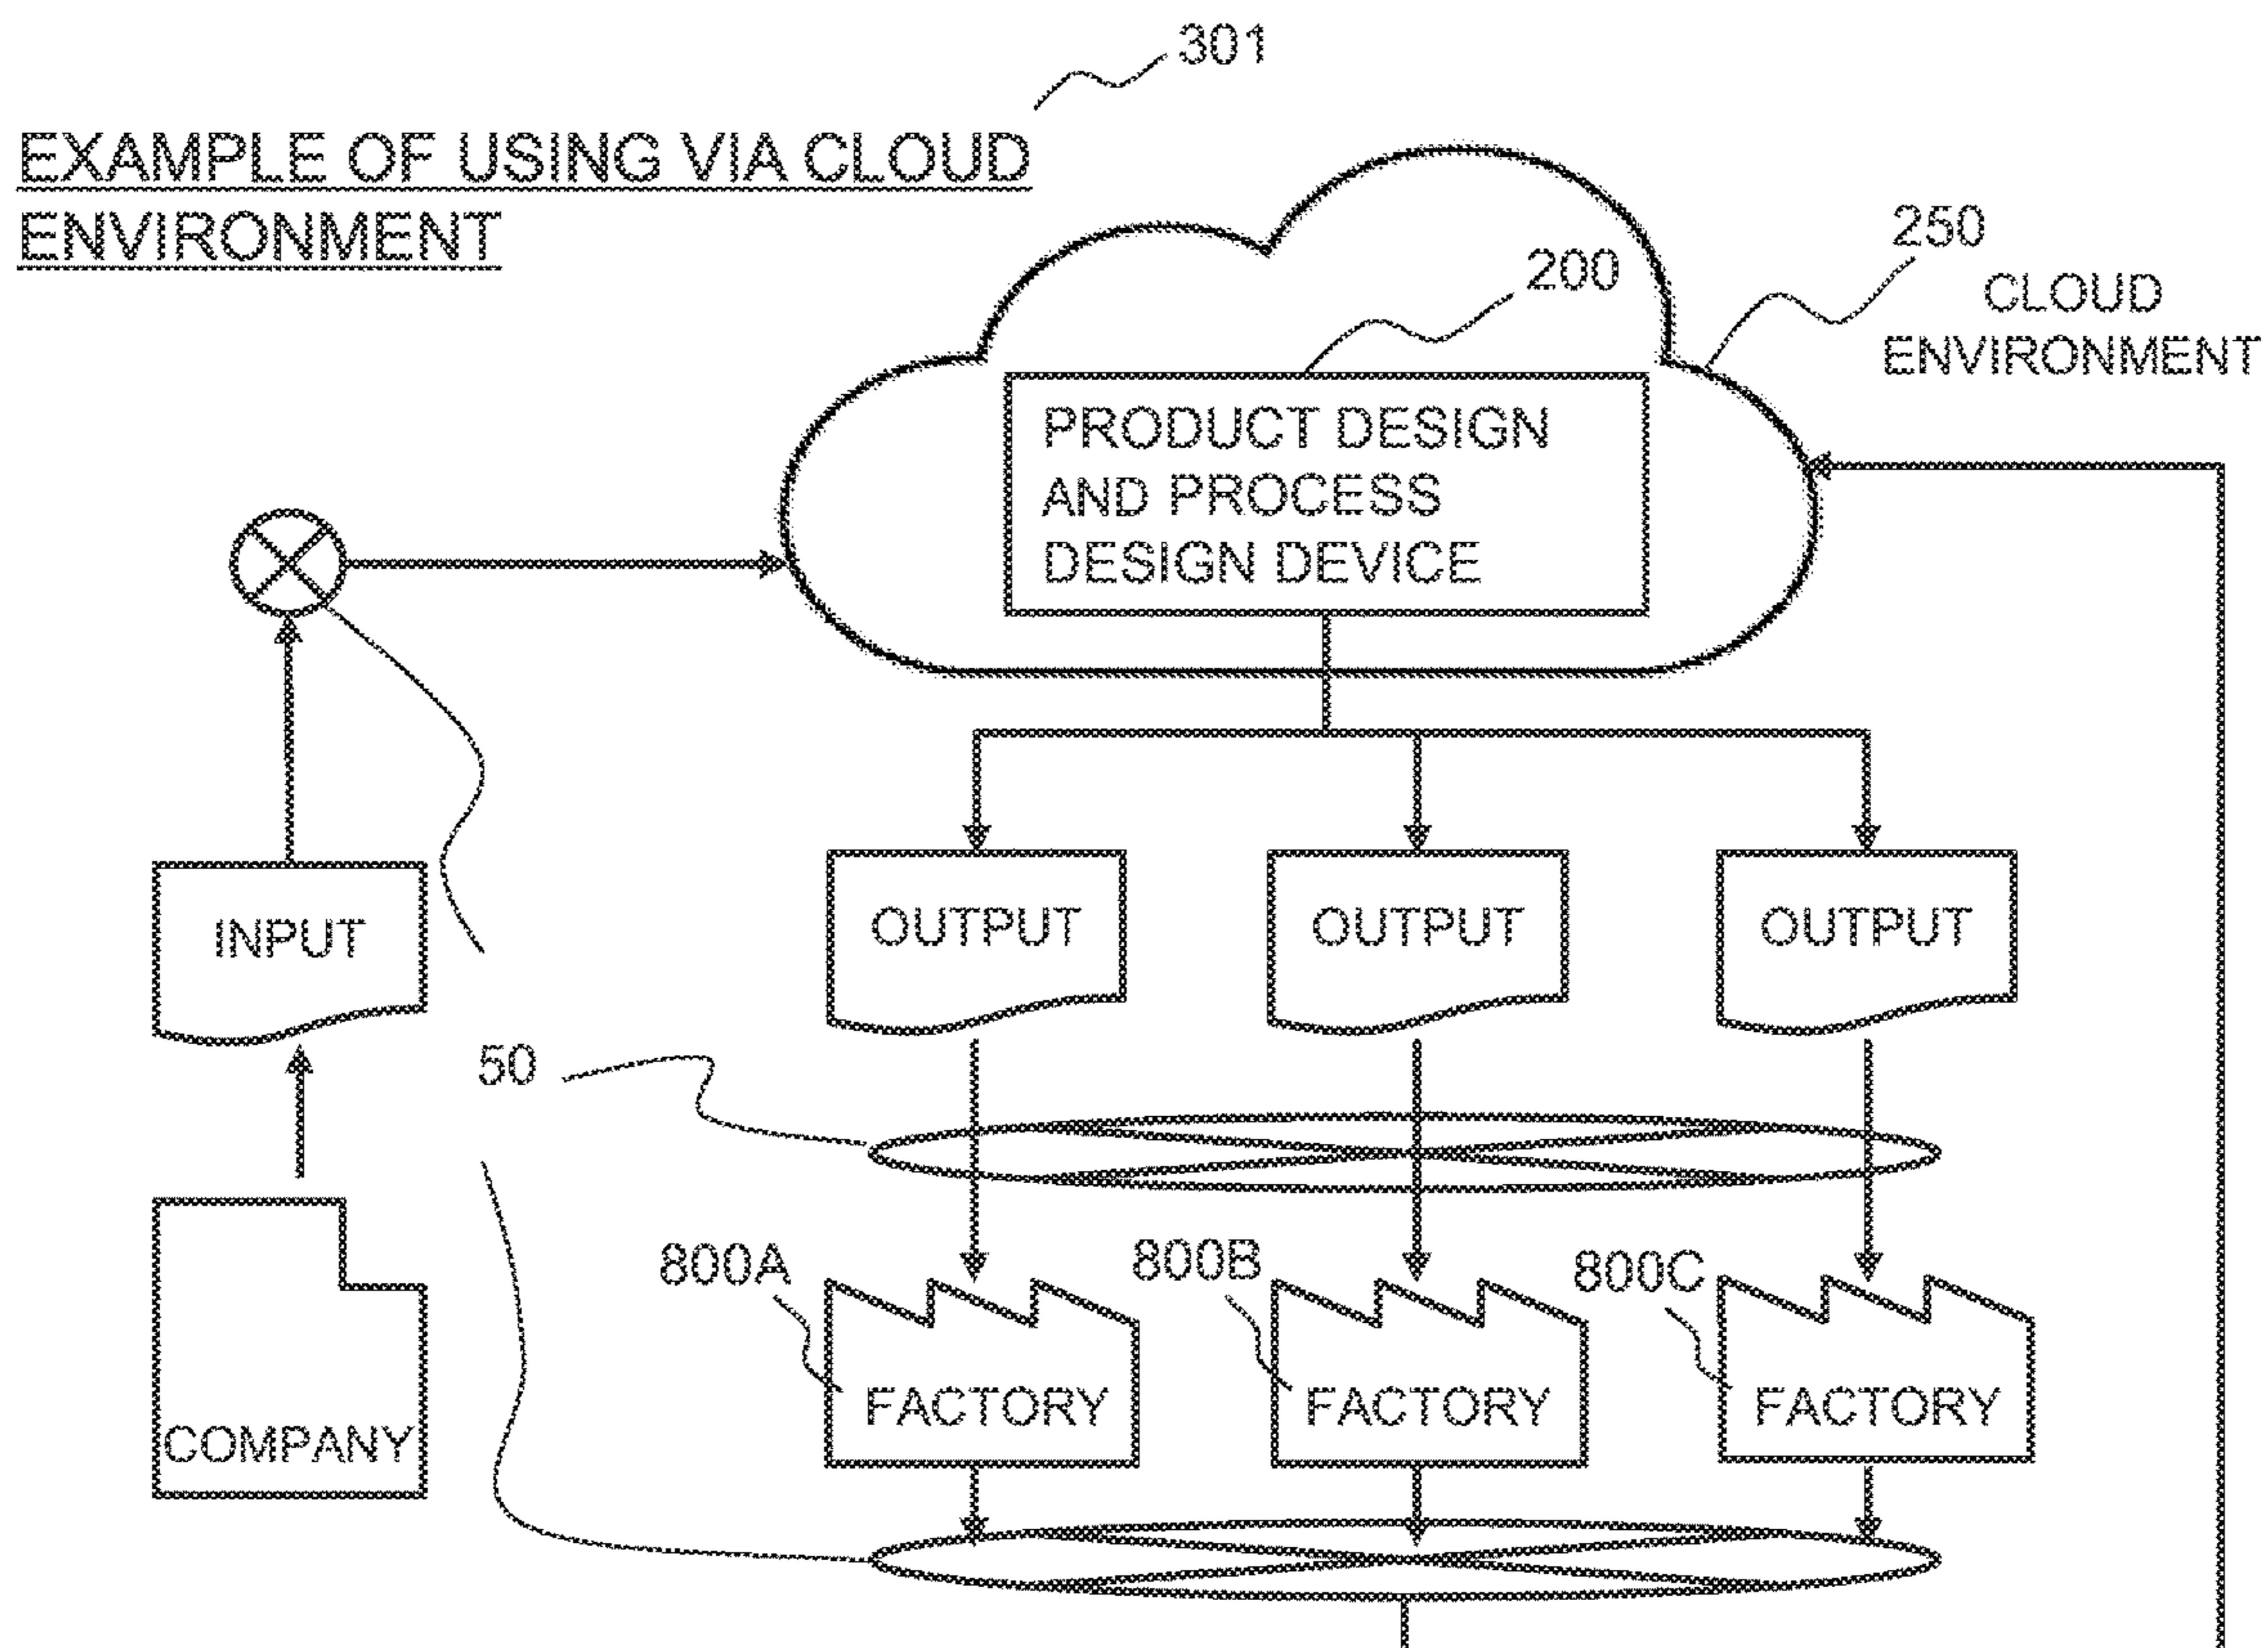 301
EXAMPLE OF USING VIA CLOUD
ENVIRONMENT
250
CLOUD
ENVIRONMENT
200
PRODUCT DESIGN
AND PROCESS
DESIGN DEVICE
INPUT
OUTPUT
OUTPUT
OUTPUT
50
800A
800B
800C
COMPANY
FACTORY
FACTORY
FACTORY